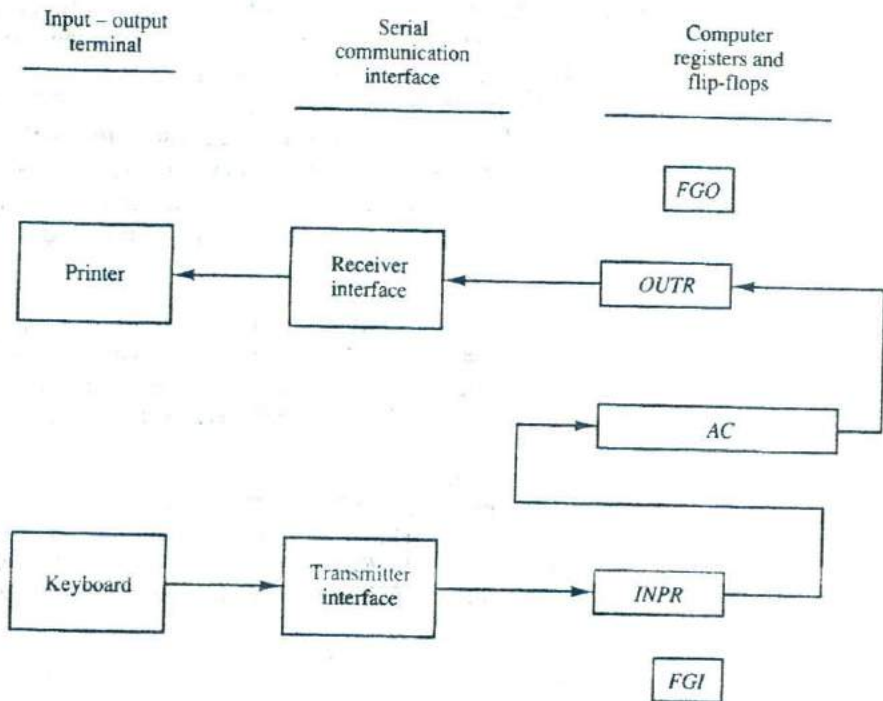 Input – output
terminal
Serial
communication
interface
Computer
registers and
flip-flops
FGO
Printer
Receiver
interface
OUTR
AC
Keyboard
Transmitter
interface
INPR
FGI